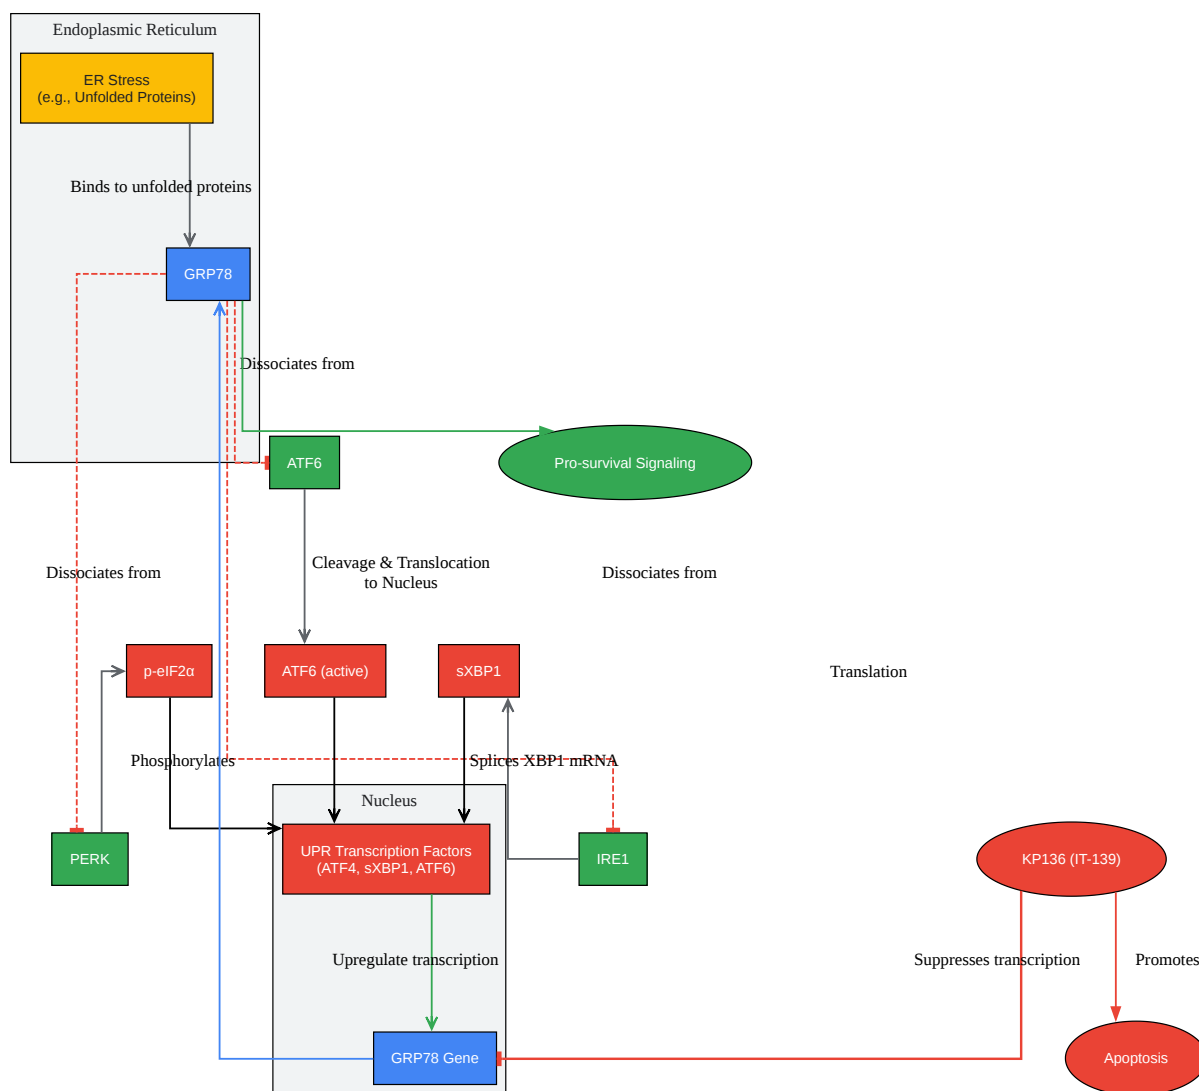 Endoplasmic Reticulum
ER Stress
(e.g., Unfolded Proteins)
Binds to unfolded proteins
GRP78
Dissociates from
ATF6
Pro-survival Signaling
Cleavage & Translocation
to Nucleus
Dissociates from
Dissociates from
p-eIF2α
ATF6 (active)
sXBP1
Translation
Phosphorylates
Splices XBP1 mRNA
Nucleus
UPR Transcription Factors
(ATF4, sXBP1, ATF6)
PERK
IRE1
KP136 (IT-139)
Upregulate transcription
Suppresses transcription
Promotes
GRP78 Gene
Apoptosis